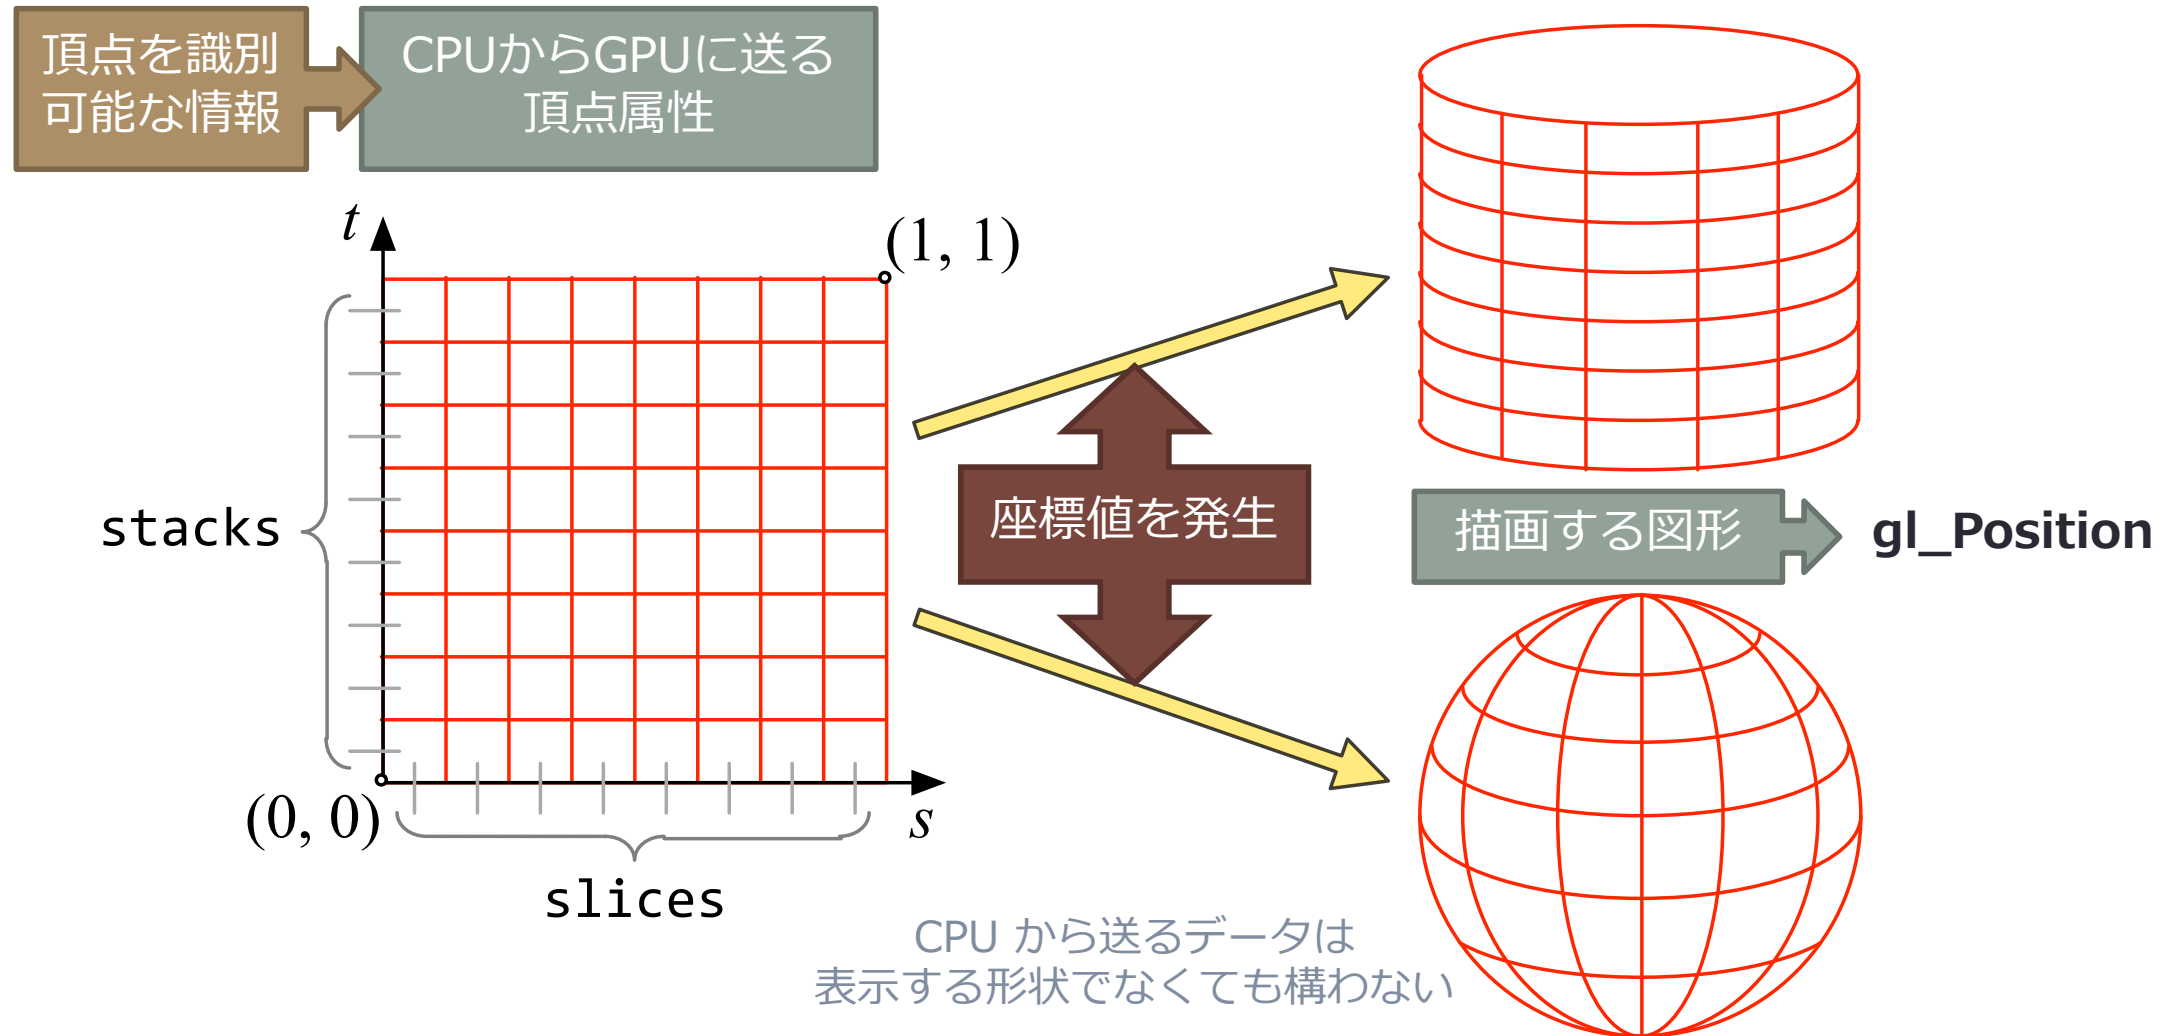 頂点を識別
可能な情報
CPUからGPUに送る
頂点属性
t
(1, 1)
stacks
座標値を発生
描画する図形
gl_Position
(0, 0)
s
slices
CPU から送るデータは
表示する形状でなくても構わない